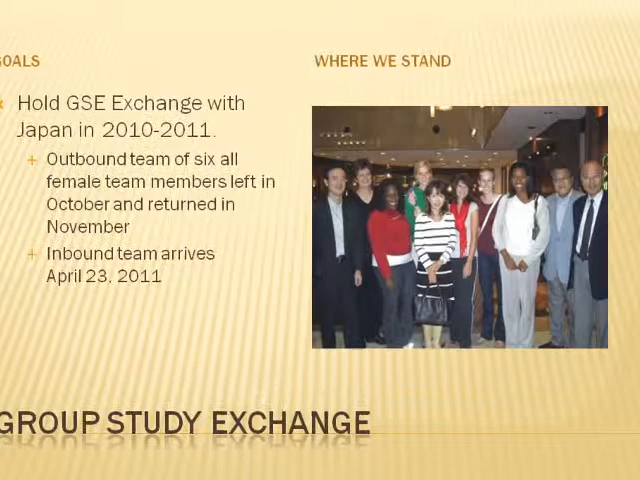 GOALS
WHERE WE STAND
Hold GSE Exchange with
Japan in 2010-2011.
Outbound team of six all
female team members left in
October and returned in
November
Inbound team arrives
April 23, 2011
GROUP STUDY EXCHANGE